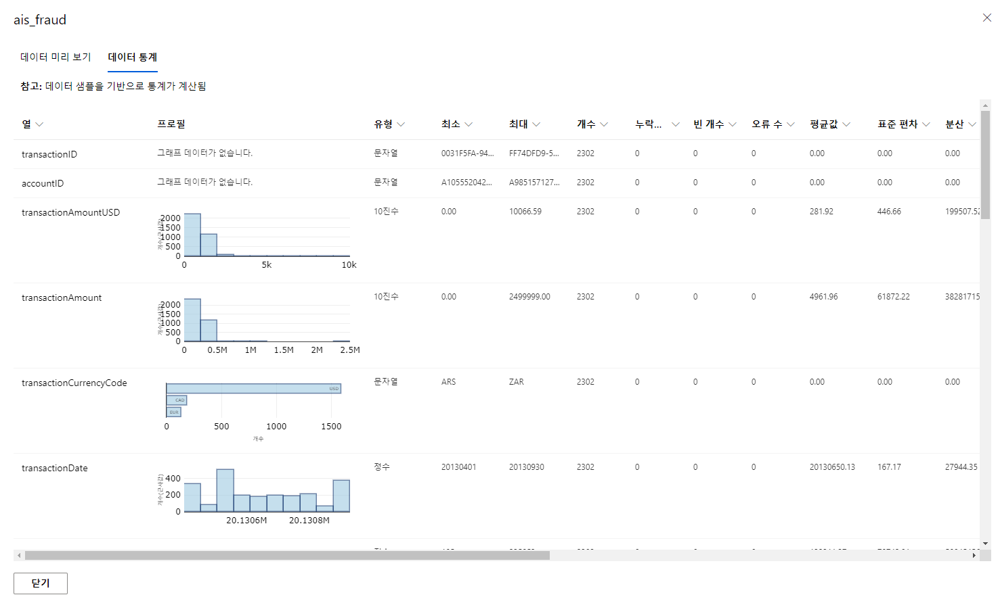 ais_fraud
데이터 미리 보기 데이터 통계
참고: 데이터 샘플을 기반으로 통계가 계산됨
열 프로필 유형 최소 최대 개수 누락... 빈 개수 오류 수 평균값 표준 편차 분산
transactionID 그래프 데이터가 없습니다. 문자열 0031F5FA-94... FF74DFD9-5... 2302 0 0 0 0.00 0.00 0.00
accountID 그래프 데이터가 없습니다. 문자열 A105552042... A985157127... 2302 0 0 0 0.00 0.00 0.00
transactionAmountUSD 10진수 0.00 10066.59 2302 0 0 0 281.92 446.66 199507.52
개수(근사값)
2000
1500
1000
500
0
0 5k 10k
transactionAmount 10진수 0.00 2499999.00 2302 0 0 0 4961.96 61872.22 38281715
개수(근사값)
2000
1500
1000
500
0
0 0.5M 1M 1.5M 2M 2.5M
transactionCurrencyCode 문자열 ARS ZAR 2302 0 0 0 0.00 0.00 0.00
USD
CAD
EUR
0 500 1000 1500
개수
transactionDate 정수 20130401 20130930 2302 0 0 0 20130650.13 167.17 27944.35
개수(근사값)
400
200
0
20.1306M 20.1308M
닫기